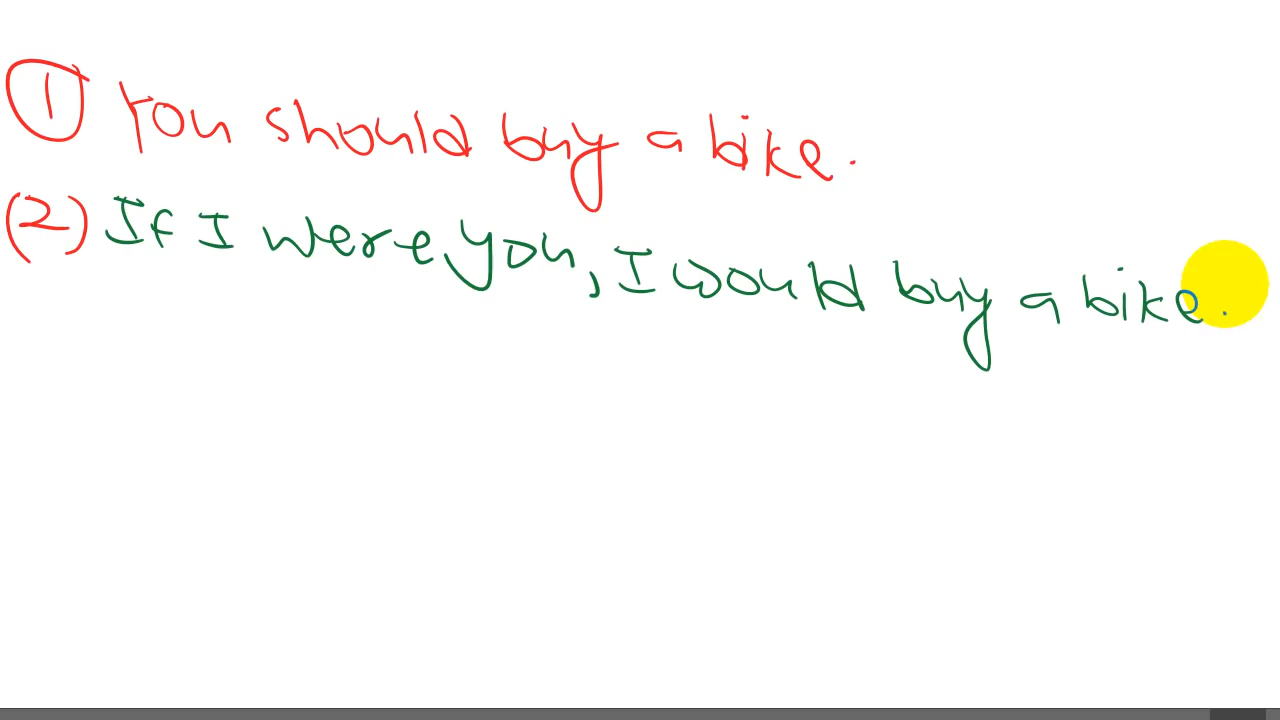 ① You should buy a bike.
(2) If I were you, I would buy a bike.